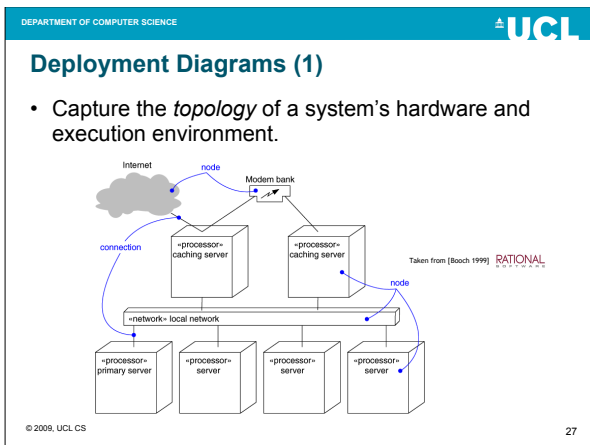 DEPARTMENT OF COMPUTER SCIENCE
UCL
Deployment Diagrams (1)
• Capture the topology of a system's hardware and
execution environment.
Internet
node
Modem bank
connection
«processor»
caching server
«processor»
caching server
Taken from [Booch 1999]
RATIONAL
SOFTWARE
node
«network» local network
«processor»
primary server
«processor»
server
«processor»
server
«processor»
server
© 2009, UCL CS
27